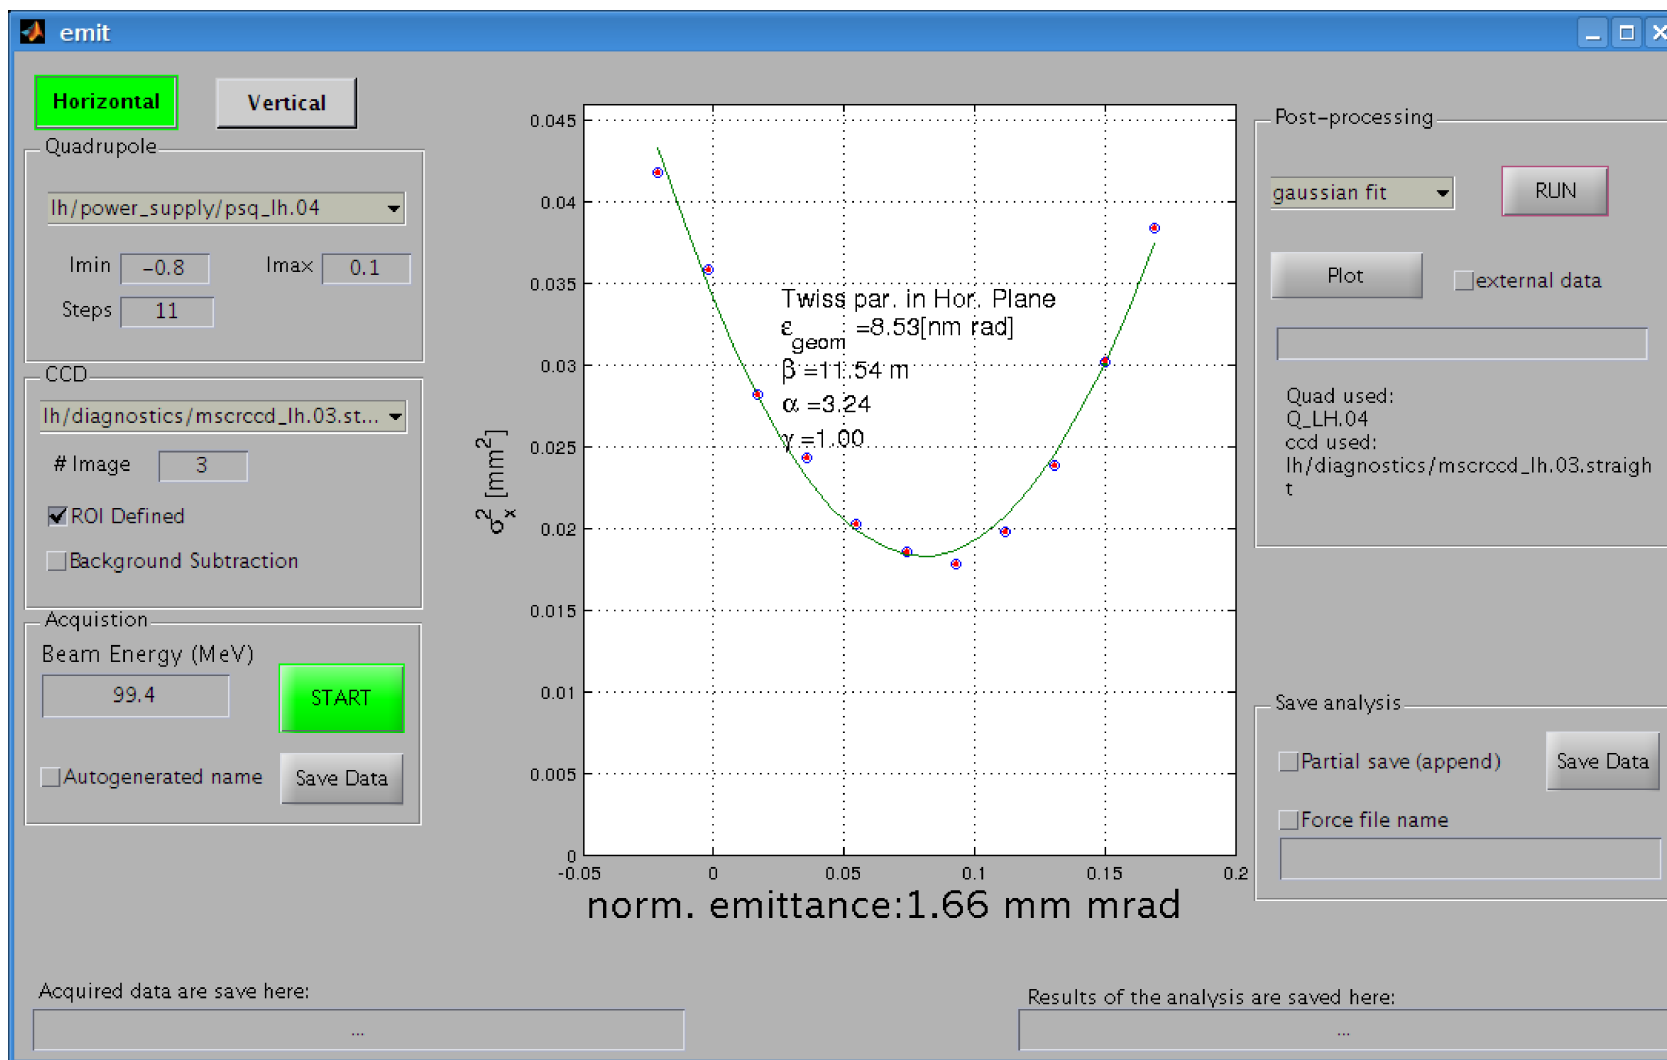 emit
Horizontal
Vertical
Quadrupole
lh/power_supply/psq_lh.04
Imin
-0.8
Imax
0.1
Steps
11
CCD
lh/diagnostics/mscrccd_lh.03.st...
# Image
3
ROI Defined
Background Subtraction
Acquistion
Beam Energy (MeV)
99.4
START
Autogenerated name
Save Data
0.045
0.04
0.035
0.03
0.025
0.02
0.015
0.01
0.005
0
σx² [mm²]
Twiss par. in Hor. Plane
εgeom =8.53[nm rad]
β =11.54 m
α =3.24
γ =1.00
-0.05
0
0.05
0.1
0.15
0.2
norm. emittance:1.66 mm mrad
Post-processing
gaussian fit
RUN
Plot
external data
Quad used:
Q_LH.04
ccd used:
lh/diagnostics/mscrccd_lh.03.straigh
t
Save analysis
Partial save (append)
Save Data
Force file name
Acquired data are save here:
...
Results of the analysis are saved here:
...